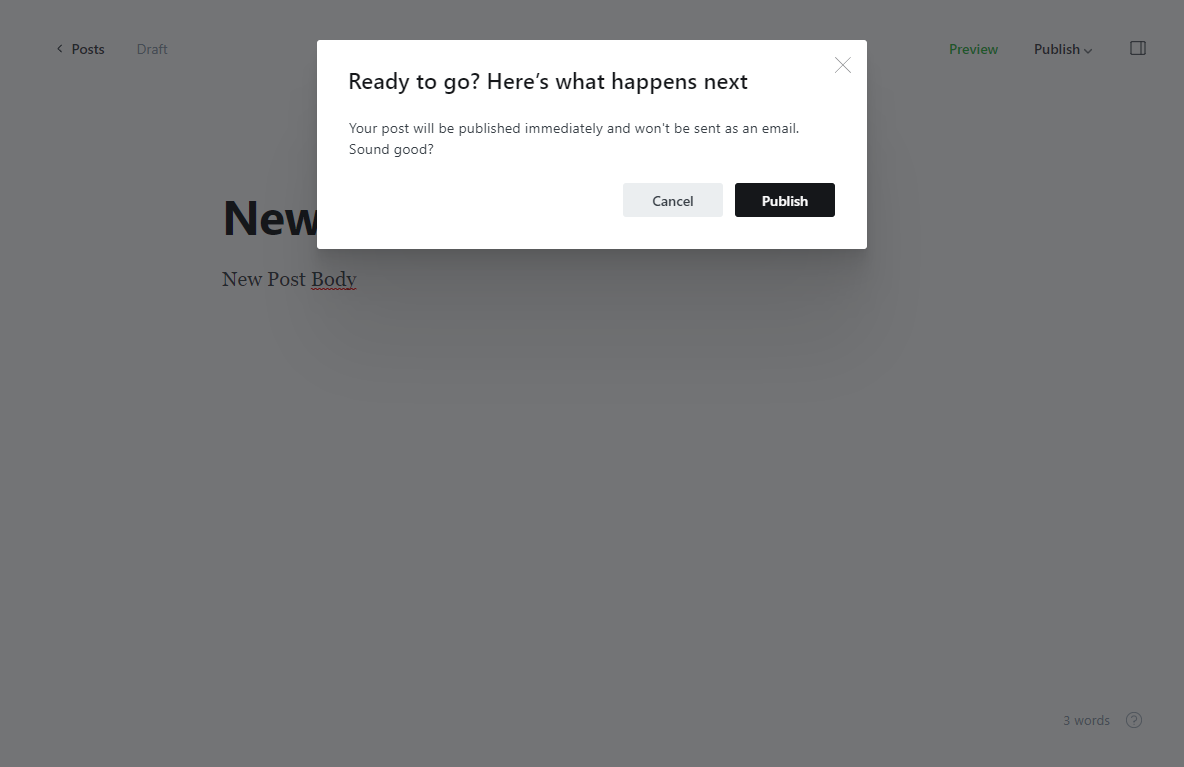 Posts Draft Preview Publish
Ready to go? Here’s what happens next
Your post will be published immediately and won't be sent as an email.
Sound good?
Cancel Publish
New
New Post Body
3 words ?